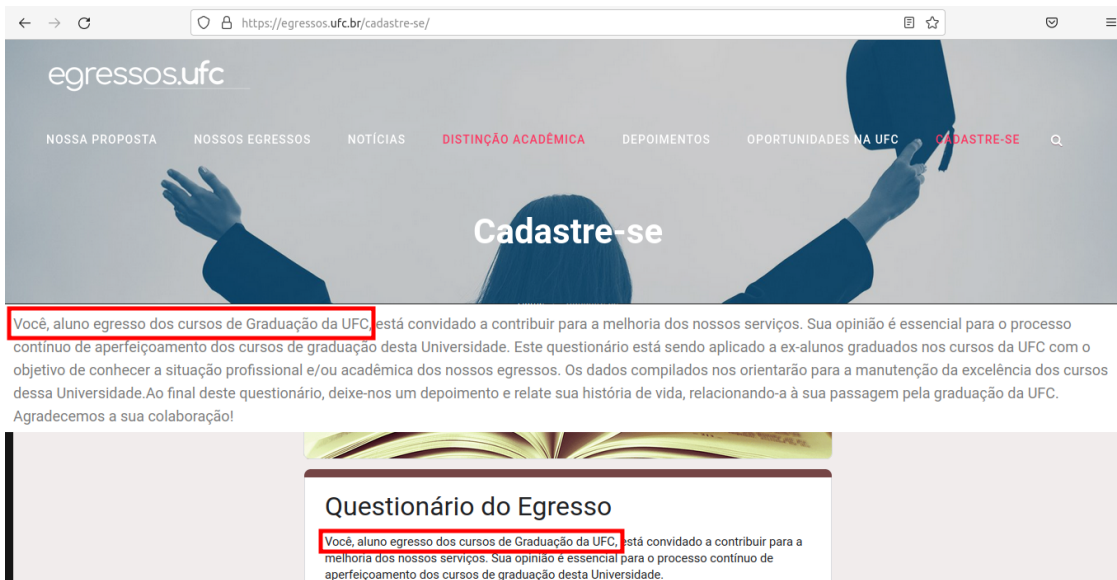 https://egressos.ufc.br/cadastre-se/
egressos.ufc
NOSSA PROPOSTA NOSSOS EGRESSOS NOTÍCIAS DISTINÇÃO ACADÊMICA DEPOIMENTOS OPORTUNIDADES NA UFC CADASTRE-SE
Cadastre-se
Você, aluno egresso dos cursos de Graduação da UFC, está convidado a contribuir para a melhoria dos nossos serviços. Sua opinião é essencial para o processo
contínuo de aperfeiçoamento dos cursos de graduação desta Universidade. Este questionário está sendo aplicado a ex-alunos graduados nos cursos da UFC com o
objetivo de conhecer a situação profissional e/ou acadêmica dos nossos egressos. Os dados compilados nos orientarão para a manutenção da excelência dos cursos
dessa Universidade.Ao final deste questionário, deixe-nos um depoimento e relate sua história de vida, relacionando-a à sua passagem pela graduação da UFC.
Agradecemos a sua colaboração!
Questionário do Egresso
Você, aluno egresso dos cursos de Graduação da UFC, está convidado a contribuir para a
melhoria dos nossos serviços. Sua opinião é essencial para o processo contínuo de
aperfeiçoamento dos cursos de graduação desta Universidade.